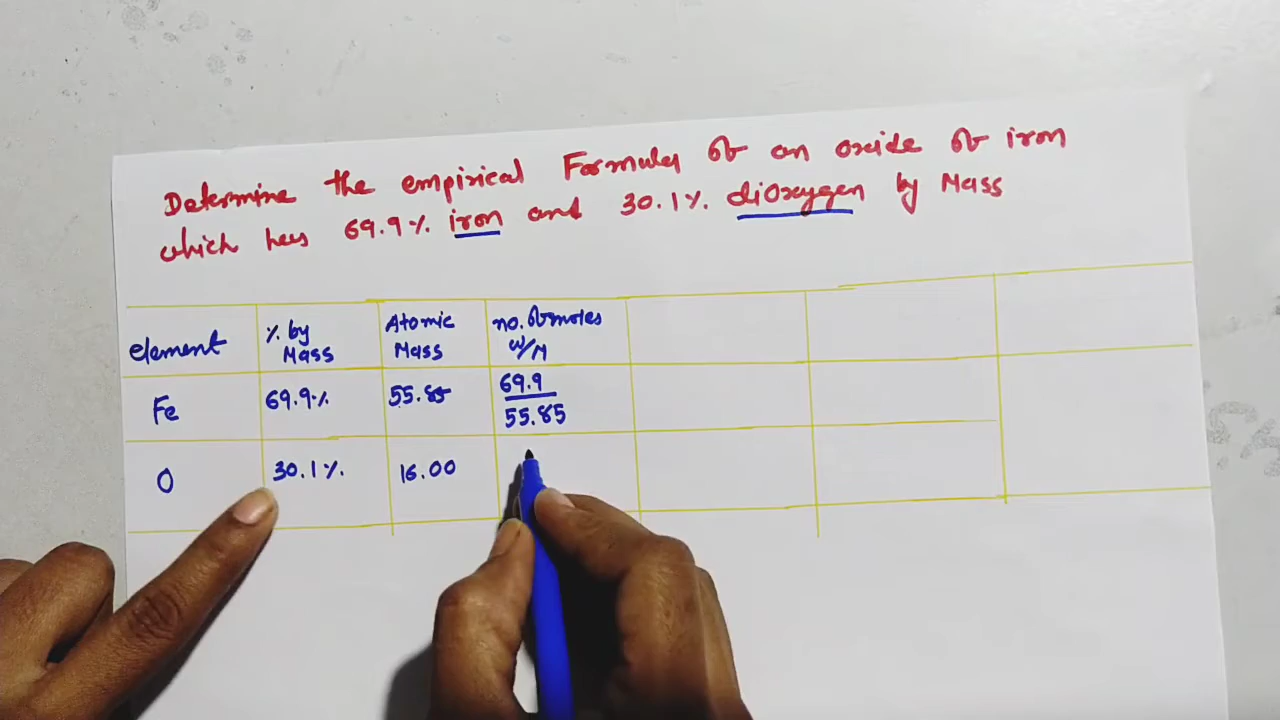 Determine the empirical Formula of an oxide of iron
which has 69.9% iron and 30.1% diOxygen by Mass
element
% by
Mass
Atomic
Mass
no. of moles
w/M
Fe
69.9%
55.85
69.9
55.85
O
30.1%
16.00